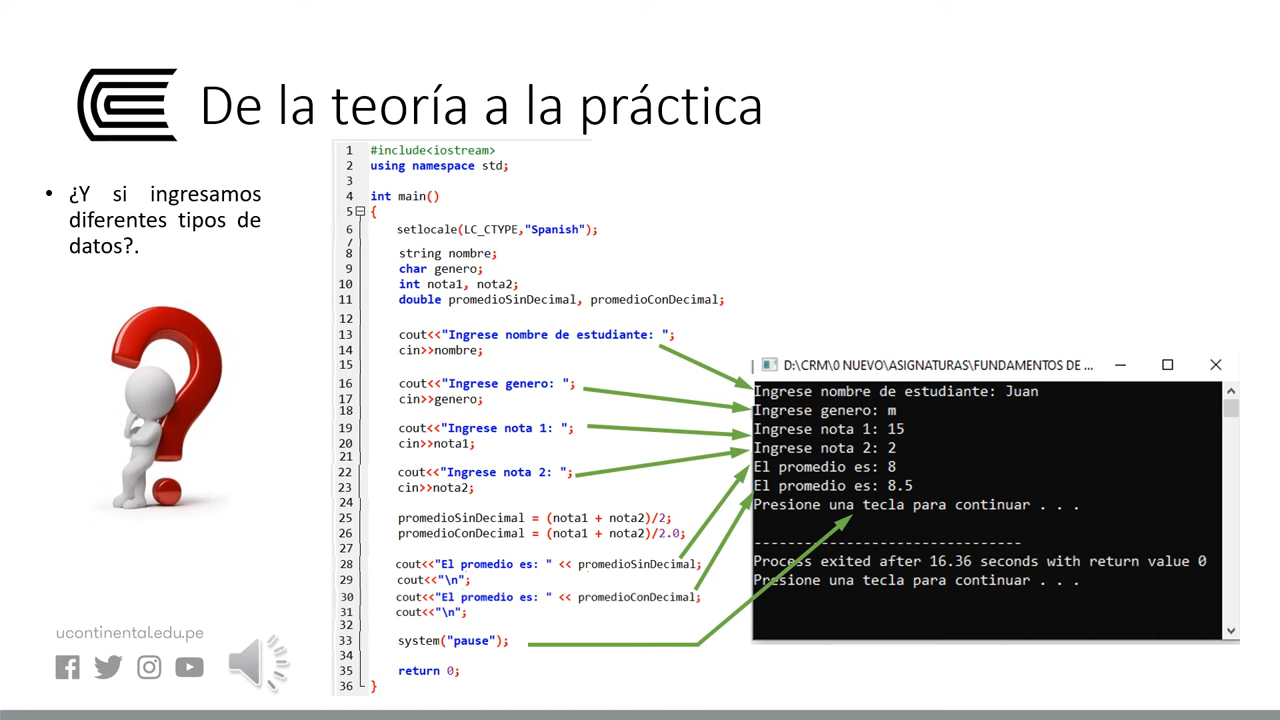 De la teoría a la práctica
• ¿Y si ingresamos
diferentes tipos de
datos?.
1 #include<iostream>
2 using namespace std;
3
4 int main()
5 {
6 setlocale(LC_CTYPE,"Spanish");
7
8 string nombre;
9 char genero;
10 int nota1, nota2;
11 double promedioSinDecimal, promedioConDecimal;
12
13 cout<<"Ingrese nombre de estudiante: ";
14 cin>>nombre;
15
16 cout<<"Ingrese genero: ";
17 cin>>genero;
18
19 cout<<"Ingrese nota 1: ";
20 cin>>nota1;
21
22 cout<<"Ingrese nota 2: ";
23 cin>>nota2;
24
25 promedioSinDecimal = (nota1 + nota2)/2;
26 promedioConDecimal = (nota1 + nota2)/2.0;
27
28 cout<<"El promedio es: " << promedioSinDecimal;
29 cout<<"\n";
30 cout<<"El promedio es: " << promedioConDecimal;
31 cout<<"\n";
32
33 system("pause");
34
35 return 0;
36 }
D:\CRM\0 NUEVO\ASIGNATURAS\FUNDAMENTOS DE ...
Ingrese nombre de estudiante: Juan
Ingrese genero: m
Ingrese nota 1: 15
Ingrese nota 2: 2
El promedio es: 8
El promedio es: 8.5
Presione una tecla para continuar . . .
--------------------------------
Process exited after 16.36 seconds with return value 0
Presione una tecla para continuar . . .
ucontinental.edu.pe